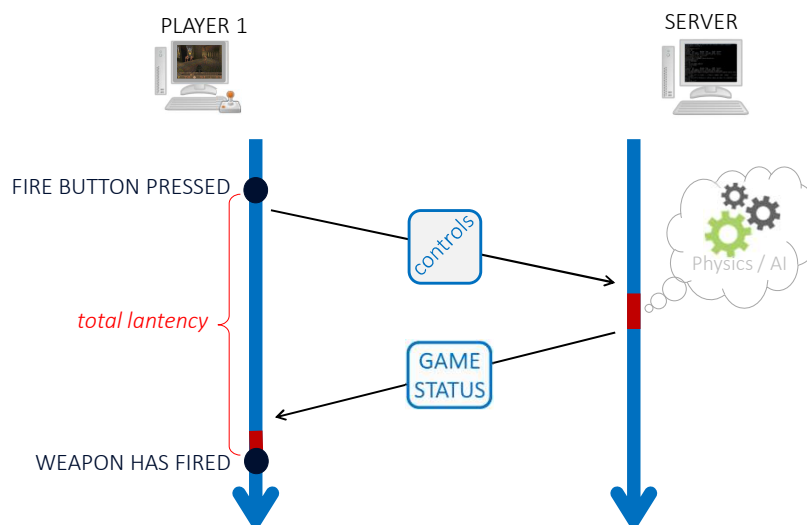 PLAYER 1
SERVER
FIRE BUTTON PRESSED
controls
Physics / AI
total lantency
GAME
STATUS
WEAPON HAS FIRED